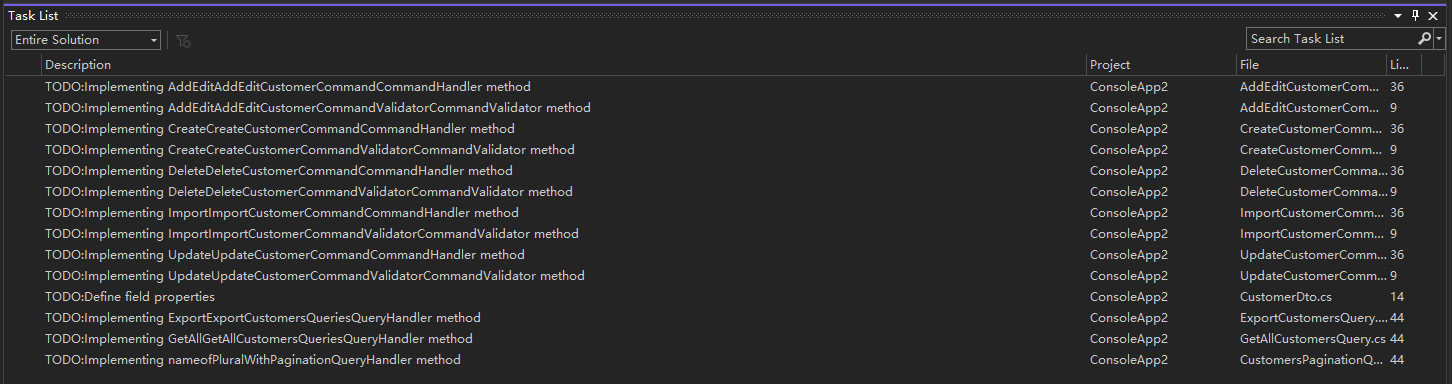 Task List
Entire Solution
Search Task List
Description Project File Li...
TODO:Implementing AddEditAddEditCustomerCommandCommandHandler method ConsoleApp2 AddEditCustomerCom... 36
TODO:Implementing AddEditAddEditCustomerCommandValidatorCommandValidator method ConsoleApp2 AddEditCustomerCom... 9
TODO:Implementing CreateCreateCustomerCommandCommandHandler method ConsoleApp2 CreateCustomerComm... 36
TODO:Implementing CreateCreateCustomerCommandValidatorCommandValidator method ConsoleApp2 CreateCustomerComm... 9
TODO:Implementing DeleteDeleteCustomerCommandCommandHandler method ConsoleApp2 DeleteCustomerComma... 36
TODO:Implementing DeleteDeleteCustomerCommandValidatorCommandValidator method ConsoleApp2 DeleteCustomerComma... 9
TODO:Implementing ImportImportCustomerCommandCommandHandler method ConsoleApp2 ImportCustomerComm... 36
TODO:Implementing ImportImportCustomerCommandValidatorCommandValidator method ConsoleApp2 ImportCustomerComm... 9
TODO:Implementing UpdateUpdateCustomerCommandCommandHandler method ConsoleApp2 UpdateCustomerComm... 36
TODO:Implementing UpdateUpdateCustomerCommandValidatorCommandValidator method ConsoleApp2 UpdateCustomerComm... 9
TODO:Define field properties ConsoleApp2 CustomerDto.cs 14
TODO:Implementing ExportExportCustomersQueriesQueryHandler method ConsoleApp2 ExportCustomersQuery.... 44
TODO:Implementing GetAllGetAllCustomersQueriesQueryHandler method ConsoleApp2 GetAllCustomersQuery.cs 44
TODO:Implementing nameofPluralWithPaginationQueryHandler method ConsoleApp2 CustomersPaginationQ... 44